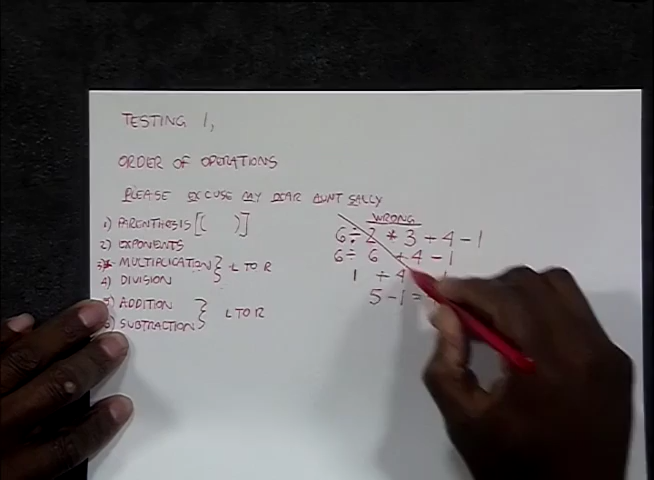 TESTING 1,
ORDER OF OPERATIONS
PLEASE EXCUSE MY DEAR AUNT SALLY
1) PARENTHESIS [( )]
2) EXPONENTS
3) MULTIPLICATION } L TO R
4) DIVISION
5) ADDITION } L TO R
6) SUBTRACTION
WRONG
6 ÷ 2 * 3 + 4 - 1
6 ÷ 6 + 4 - 1
1 + 4
5 - 1 =